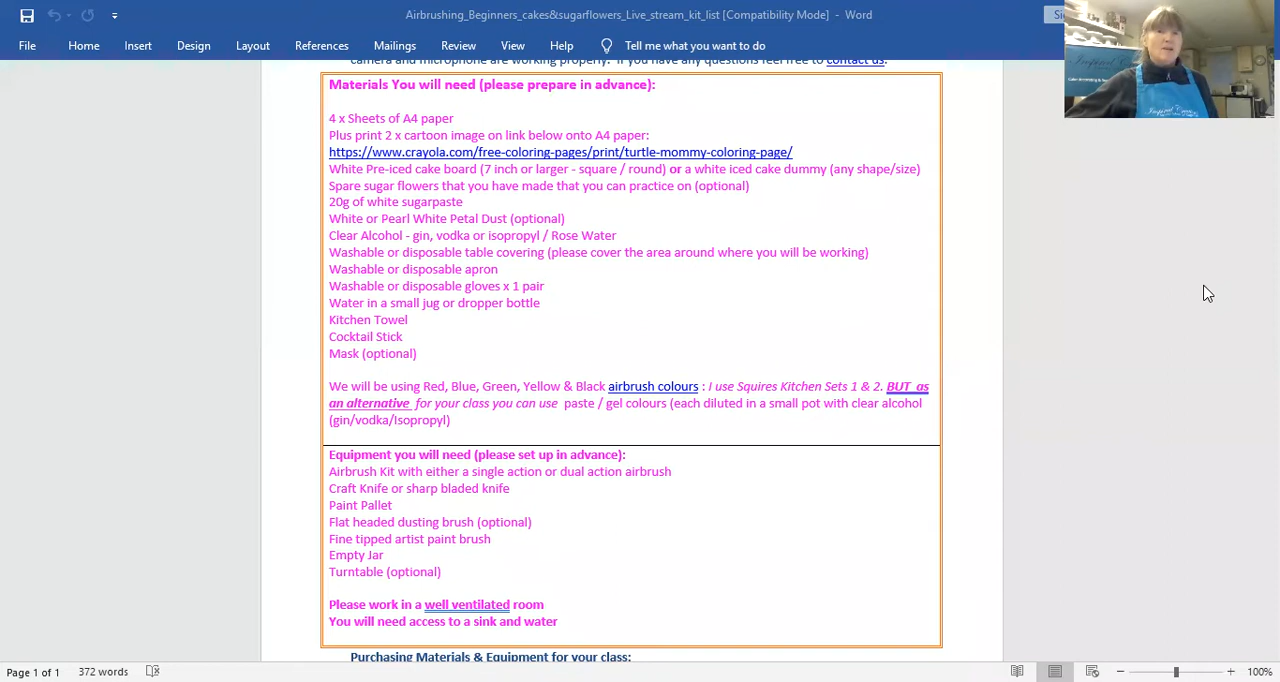 Airbrushing_Beginners_cakes&sugarflowers_Live_stream_kit_list [Compatibility Mode] - Word
File Home Insert Design Layout References Mailings Review View Help Tell me what you want to do
camera and microphone are working properly. If you have any questions feel free to contact us.
Materials You will need (please prepare in advance):
4 x Sheets of A4 paper
Plus print 2 x cartoon image on link below onto A4 paper:
https://www.crayola.com/free-coloring-pages/print/turtle-mommy-coloring-page/
White Pre-iced cake board (7 inch or larger - square / round) or a white iced cake dummy (any shape/size)
Spare sugar flowers that you have made that you can practice on (optional)
20g of white sugarpaste
White or Pearl White Petal Dust (optional)
Clear Alcohol - gin, vodka or isopropyl / Rose Water
Washable or disposable table covering (please cover the area around where you will be working)
Washable or disposable apron
Washable or disposable gloves x 1 pair
Water in a small jug or dropper bottle
Kitchen Towel
Cocktail Stick
Mask (optional)
We will be using Red, Blue, Green, Yellow & Black airbrush colours : I use Squires Kitchen Sets 1 & 2. BUT as
an alternative for your class you can use paste / gel colours (each diluted in a small pot with clear alcohol
(gin/vodka/Isopropyl)
Equipment you will need (please set up in advance):
Airbrush Kit with either a single action or dual action airbrush
Craft Knife or sharp bladed knife
Paint Pallet
Flat headed dusting brush (optional)
Fine tipped artist paint brush
Empty Jar
Turntable (optional)
Please work in a well ventilated room
You will need access to a sink and water
Purchasing Materials & Equipment for your class:
Page 1 of 1 372 words 100%